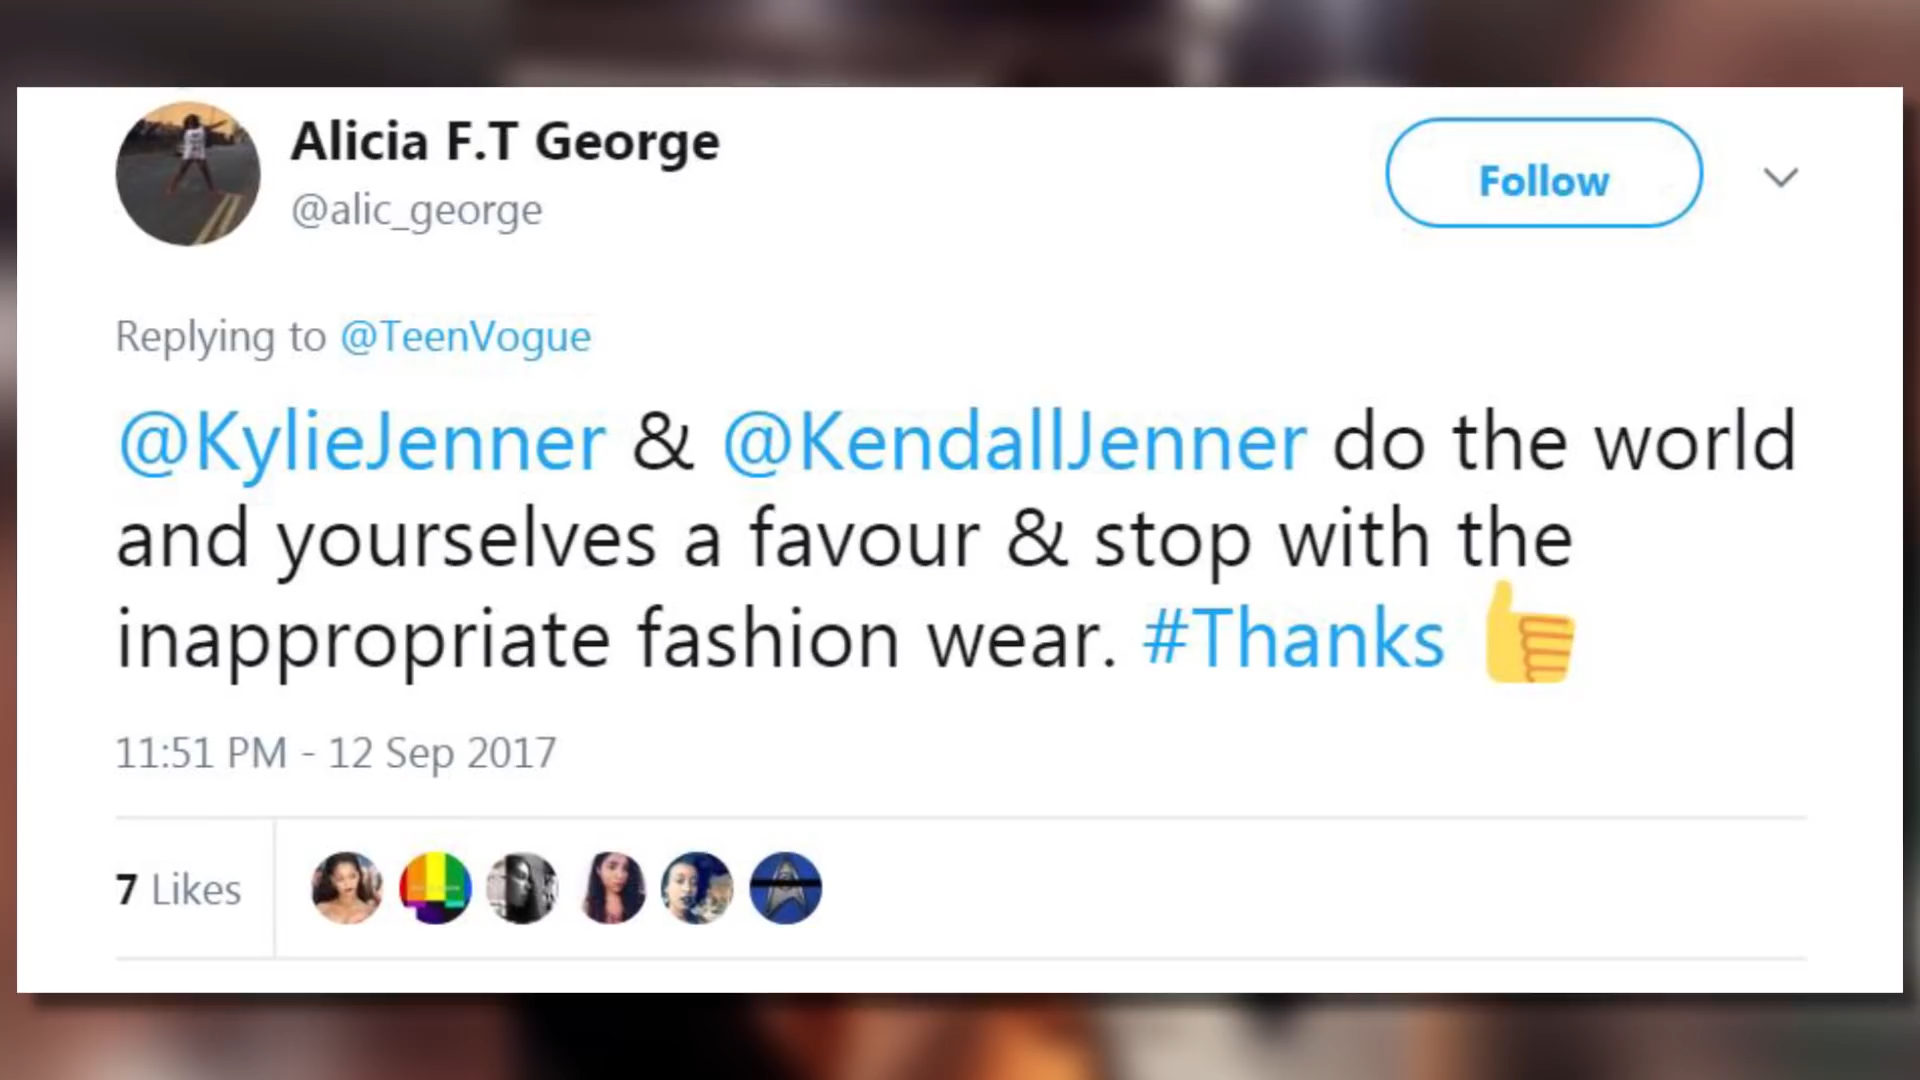 Alicia F.T George
@alic_george
Follow
Replying to @TeenVogue
@KylieJenner & @KendallJenner do the world
and yourselves a favour & stop with the
inappropriate fashion wear. #Thanks 👍
11:51 PM - 12 Sep 2017
7 Likes